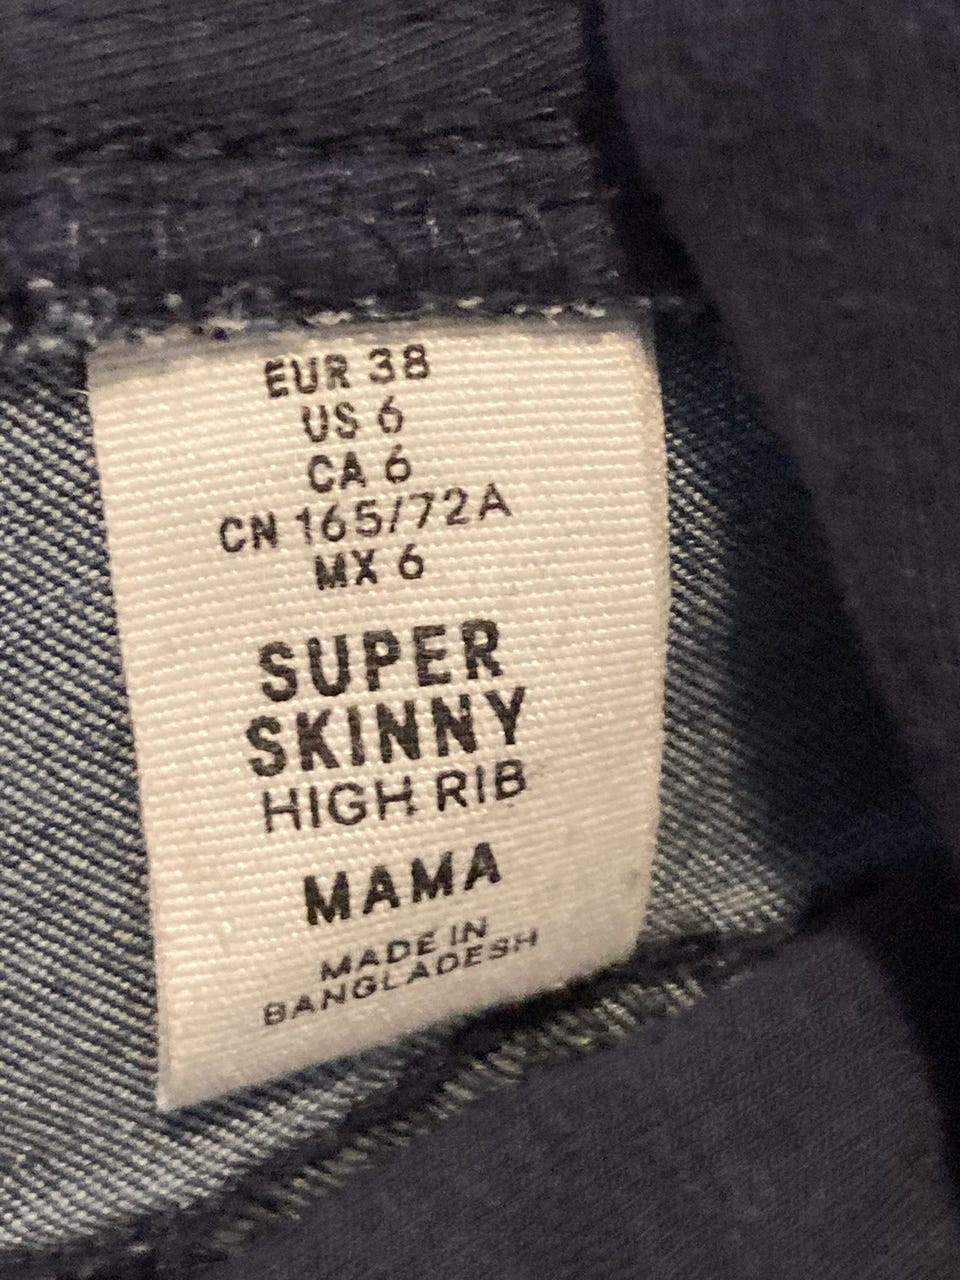 EUR 38
US 6
CA 6
CN 165/72A
MX 6
SUPER
SKINNY
HIGH RIB
MAMA
MADE IN
BANGLADESH